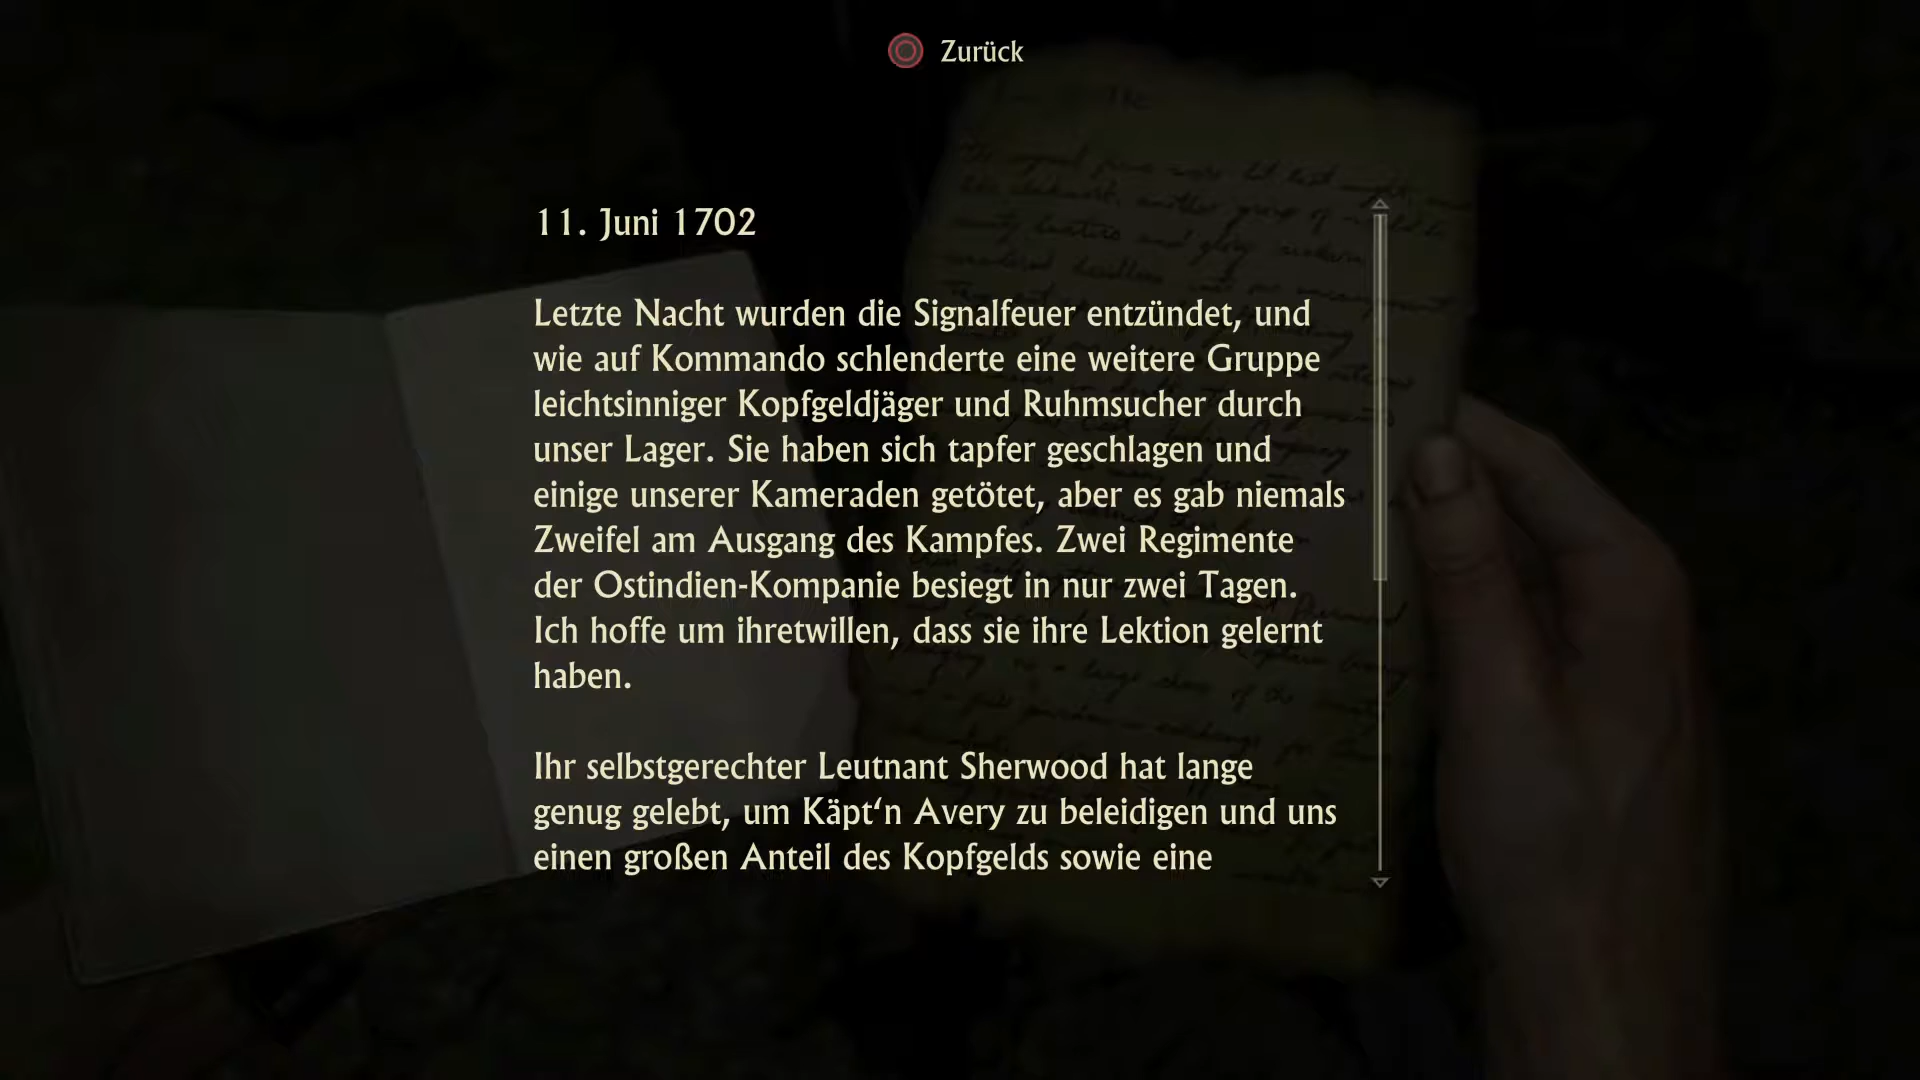 Zurück
11. Juni 1702
Letzte Nacht wurden die Signalfeuer entzündet, und
wie auf Kommando schlenderte eine weitere Gruppe
leichtsinniger Kopfgeldjäger und Ruhmsucher durch
unser Lager. Sie haben sich tapfer geschlagen und
einige unserer Kameraden getötet, aber es gab niemals
Zweifel am Ausgang des Kampfes. Zwei Regimente
der Ostindien-Kompanie besiegt in nur zwei Tagen.
Ich hoffe um ihretwillen, dass sie ihre Lektion gelernt
haben.
Ihr selbstgerechter Leutnant Sherwood hat lange
genug gelebt, um Käpt‘n Avery zu beleidigen und uns
einen großen Anteil des Kopfgelds sowie eine